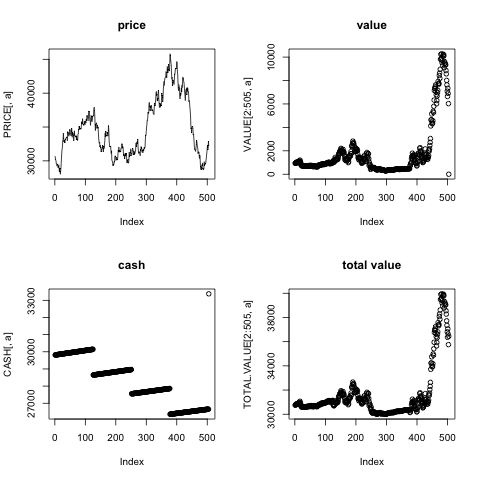 price
PRICE[, a]
30000 40000
0 100 200 300 400 500
Index
value
VALUE[2:505, a]
0 2000 6000 10000
0 100 200 300 400 500
Index
cash
CASH[, a]
27000 30000 33000
0 100 200 300 400 500
Index
total value
TOTAL.VALUE[2:505, a]
30000 34000 38000
0 100 200 300 400 500
Index